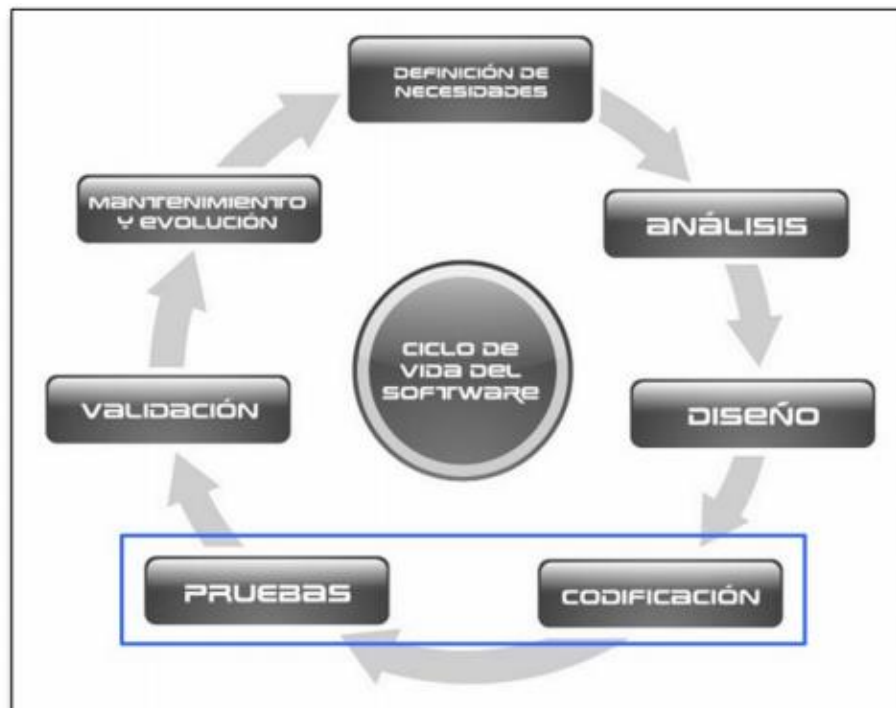 DEFINICIÓN DE
NECESIDADES
ANÁLISIS
DISEÑO
CODIFICACIÓN
PRUEBAS
VALIDACIÓN
MANTENIMIENTO
Y EVOLUCIÓN
CICLO DE
VIDA DEL
SOFTWARE